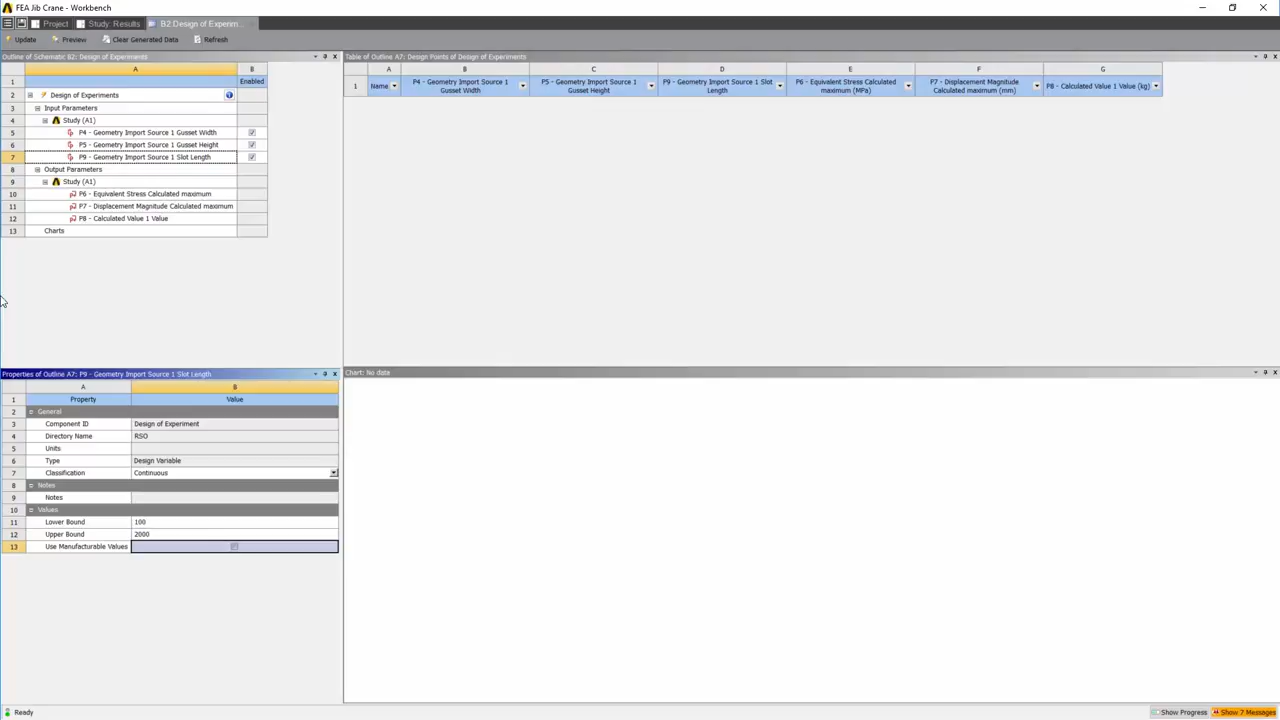 FEA Jib Crane - Workbench
Project
Study: Results
B2:Design of Experim...
Update
Preview
Clear Generated Data
Refresh
Outline of Schematic B2: Design of Experiments
A
B
1
Enabled
2
Design of Experiments
3
Input Parameters
4
Study (A1)
5
P4 - Geometry Import Source 1 Gusset Width
6
P5 - Geometry Import Source 1 Gusset Height
7
P9 - Geometry Import Source 1 Slot Length
8
Output Parameters
9
Study (A1)
10
P6 - Equivalent Stress Calculated maximum
11
P7 - Displacement Magnitude Calculated maximum
12
P8 - Calculated Value 1 Value
13
Charts
Table of Outline A7: Design Points of Design of Experiments
A
B
C
D
E
F
G
1
Name
P4 - Geometry Import Source 1
Gusset Width
P5 - Geometry Import Source 1
Gusset Height
P9 - Geometry Import Source 1 Slot
Length
P6 - Equivalent Stress Calculated
maximum (MPa)
P7 - Displacement Magnitude
Calculated maximum (mm)
P8 - Calculated Value 1 Value (kg)
Properties of Outline A7: P9 - Geometry Import Source 1 Slot Length
A
B
1
Property
Value
2
General
3
Component ID
Design of Experiment
4
Directory Name
RSO
5
Units
6
Type
Design Variable
7
Classification
Continuous
8
Notes
9
Notes
10
Values
11
Lower Bound
100
12
Upper Bound
2000
13
Use Manufacturable Values
Chart: No data
Ready
Show Progress
Show 7 Messages